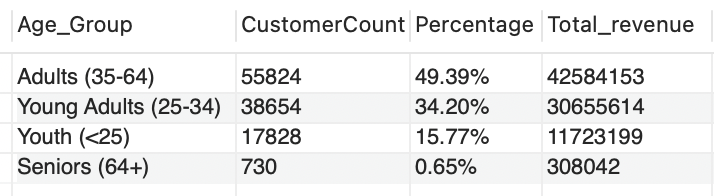 Age_Group CustomerCount Percentage Total_revenue
Adults (35-64) 55824 49.39% 42584153
Young Adults (25-34) 38654 34.20% 30655614
Youth (<25) 17828 15.77% 11723199
Seniors (64+) 730 0.65% 308042